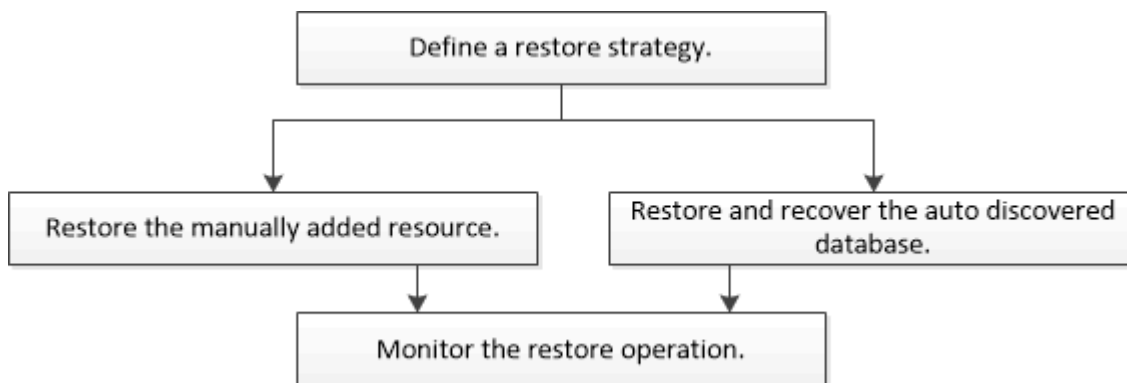 Define a restore strategy.
Restore the manually added resource.
Restore and recover the auto discovered
database.
Monitor the restore operation.